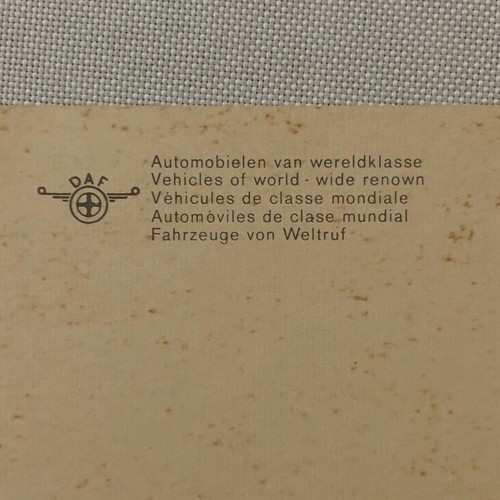 DAF
Automobielen van wereldklasse
Vehicles of world - wide renown
Véhicules de classe mondiale
Automóviles de clase mundial
Fahrzeuge von Weltruf